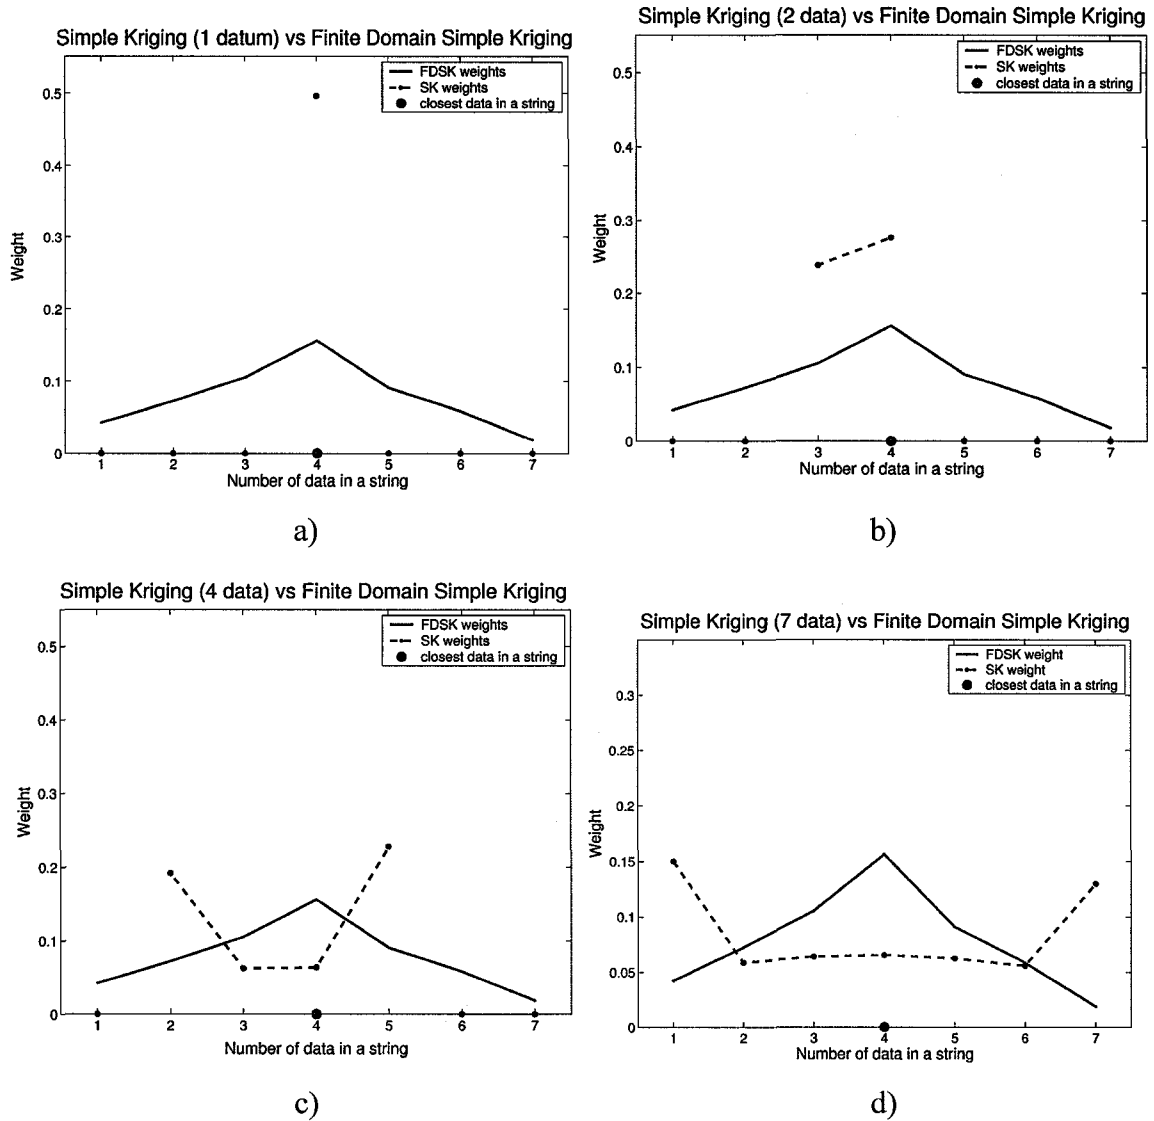 Simple Kriging (1 datum) vs Finite Domain Simple Kriging
FDSK weights
SK weights
closest data in a string
0.5
0.4
0.3
0.2
0.1
0
Weight
1 2 3 4 5 6 7
Number of data in a string
a)
Simple Kriging (2 data) vs Finite Domain Simple Kriging
FDSK weights
SK weights
closest data in a string
0.5
0.4
0.3
0.2
0.1
0
Weight
1 2 3 4 5 6 7
Number of data in a string
b)
Simple Kriging (4 data) vs Finite Domain Simple Kriging
FDSK weights
SK weights
closest data in a string
0.5
0.4
0.3
0.2
0.1
0
Weight
1 2 3 4 5 6 7
Number of data in a string
c)
Simple Kriging (7 data) vs Finite Domain Simple Kriging
FDSK weight
SK weight
closest data in a string
0.3
0.25
0.2
0.15
0.1
0.05
0
Weight
1 2 3 4 5 6 7
Number of data in a string
d)